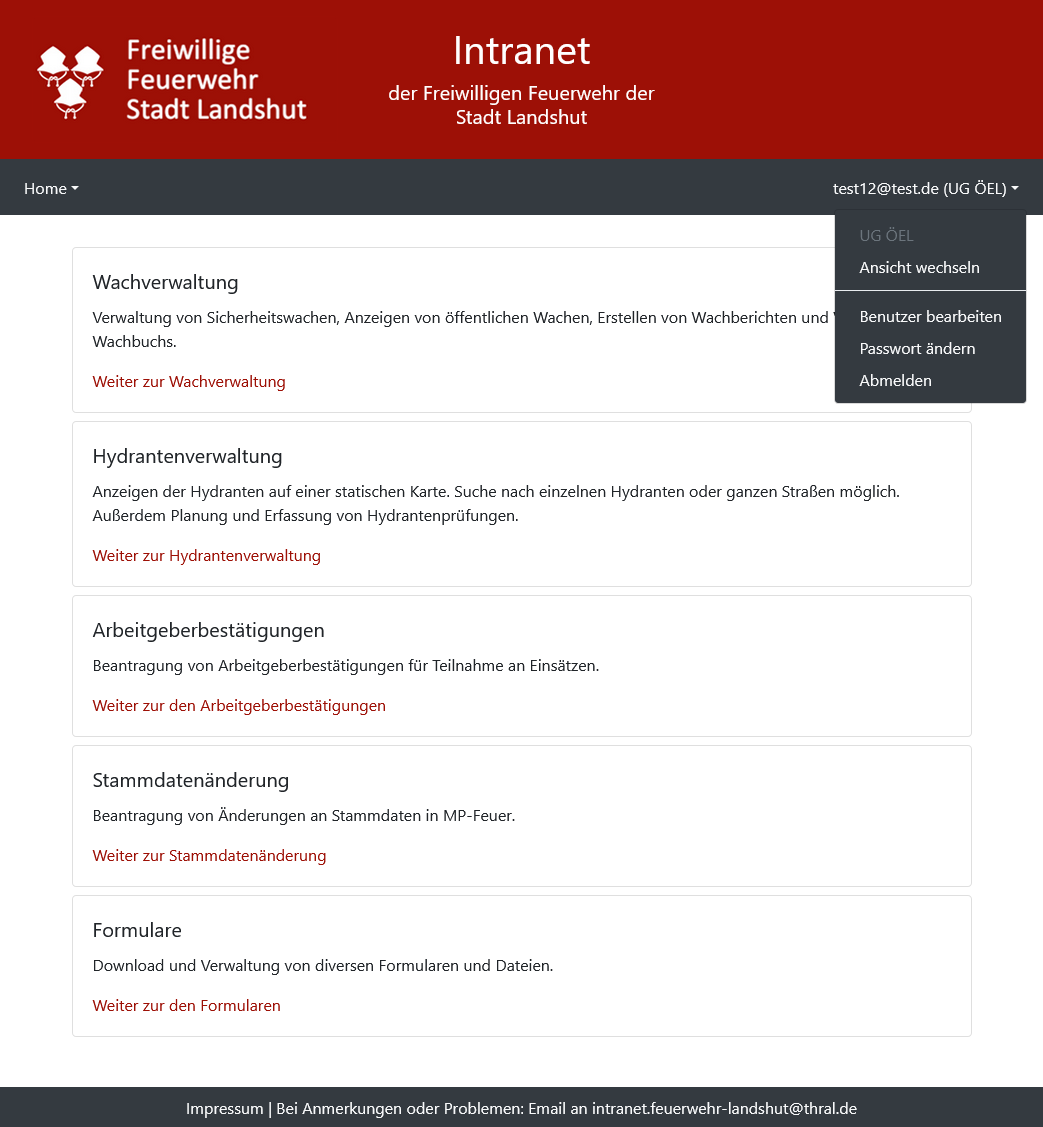 Freiwillige
Feuerwehr
Stadt Landshut
Intranet
der Freiwilligen Feuerwehr der
Stadt Landshut
Home
test12@test.de (UG ÖEL)
UG ÖEL
Ansicht wechseln
Benutzer bearbeiten
Passwort ändern
Abmelden
Wachverwaltung
Verwaltung von Sicherheitswachen, Anzeigen von öffentlichen Wachen, Erstellen von Wachberichten und
Wachbuchs.
Weiter zur Wachverwaltung
Hydrantenverwaltung
Anzeigen der Hydranten auf einer statischen Karte. Suche nach einzelnen Hydranten oder ganzen Straßen möglich.
Außerdem Planung und Erfassung von Hydrantenprüfungen.
Weiter zur Hydrantenverwaltung
Arbeitgeberbestätigungen
Beantragung von Arbeitgeberbestätigungen für Teilnahme an Einsätzen.
Weiter zur den Arbeitgeberbestätigungen
Stammdatenänderung
Beantragung von Änderungen an Stammdaten in MP-Feuer.
Weiter zur Stammdatenänderung
Formulare
Download und Verwaltung von diversen Formularen und Dateien.
Weiter zur den Formularen
Impressum | Bei Anmerkungen oder Problemen: Email an intranet.feuerwehr-landshut@thral.de